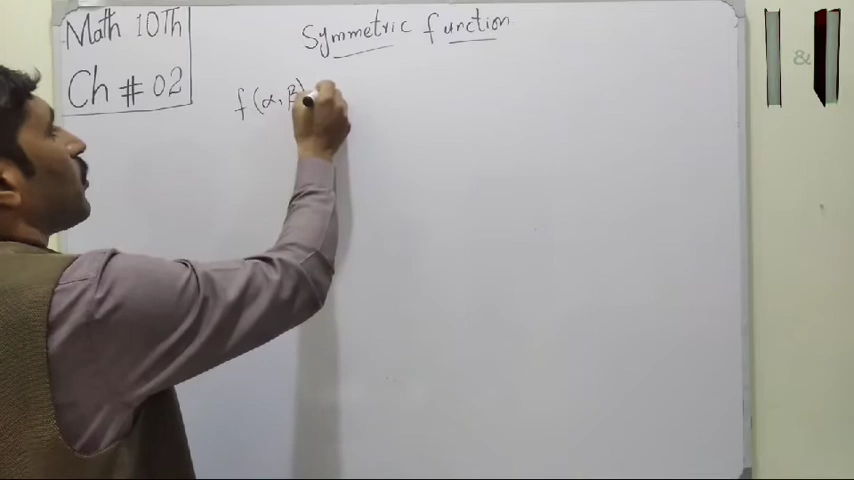 Math 10Th
Ch # 02
Symmetric function
f(α, β)
&